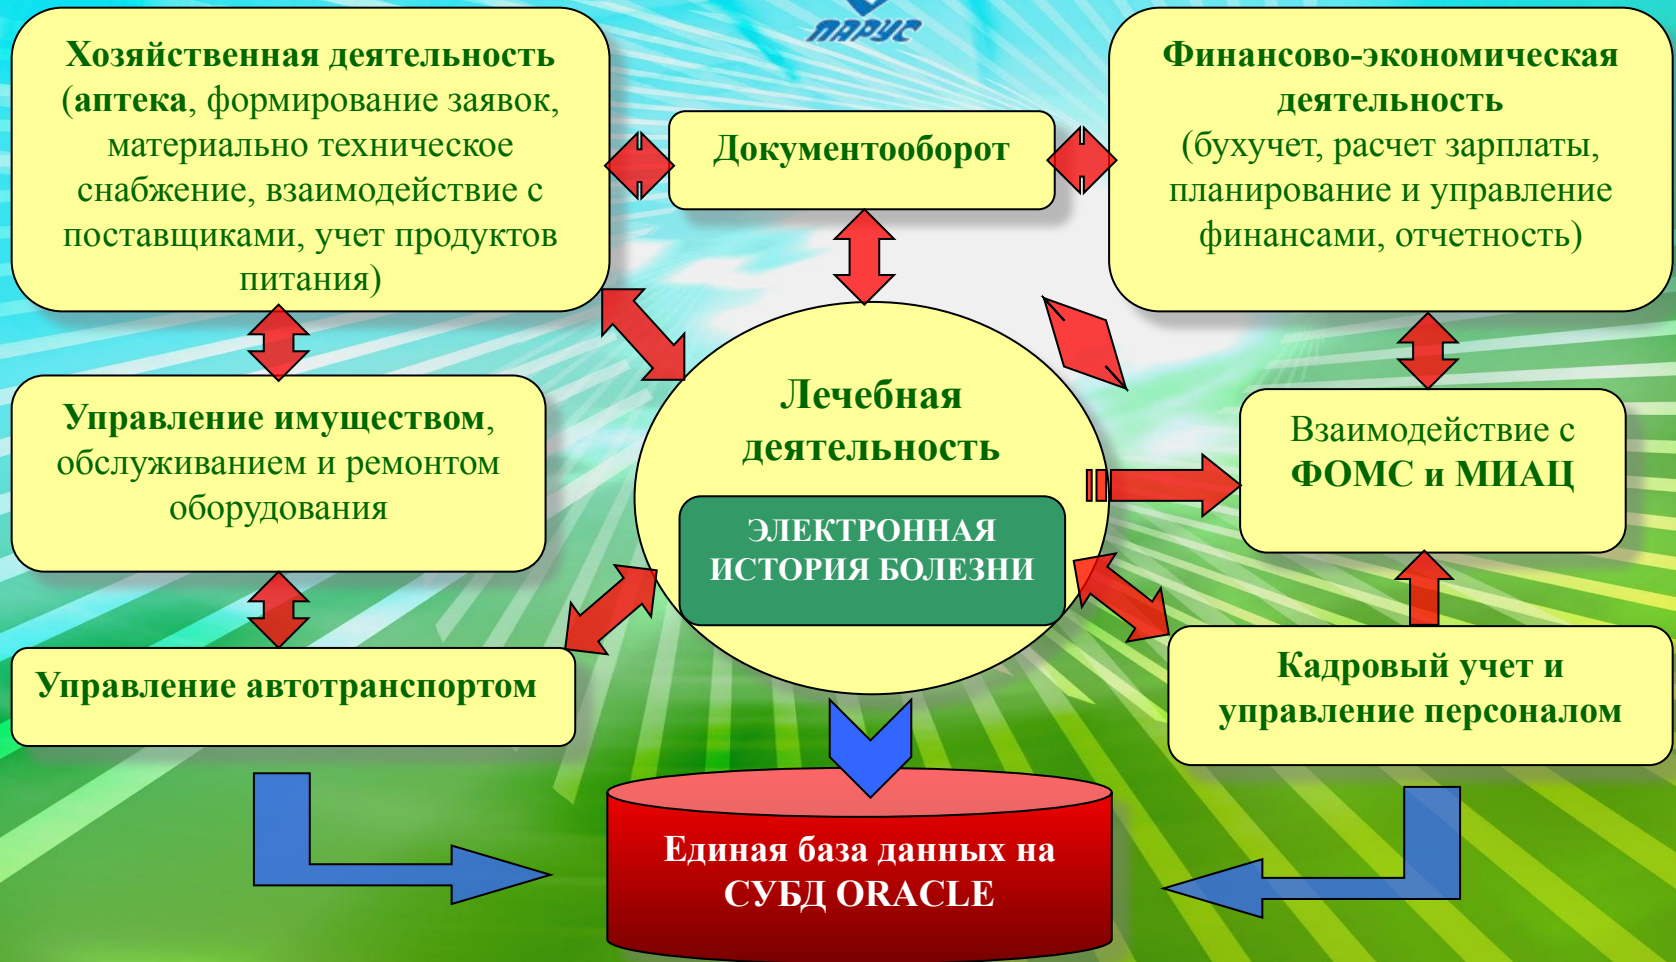 ПАРУС
Хозяйственная деятельность
(аптека, формирование заявок,
материально техническое
снабжение, взаимодействие с
поставщиками, учет продуктов
питания)
Документооборот
Финансово-экономическая
деятельность
(бухучет, расчет зарплаты,
планирование и управление
финансами, отчетность)
Управление имуществом,
обслуживанием и ремонтом
оборудования
Лечебная
деятельность
ЭЛЕКТРОННАЯ
ИСТОРИЯ БОЛЕЗНИ
Взаимодействие с
ФОМС и МИАЦ
Управление автотранспортом
Кадровый учет и
управление персоналом
Единая база данных на
СУБД ORACLE